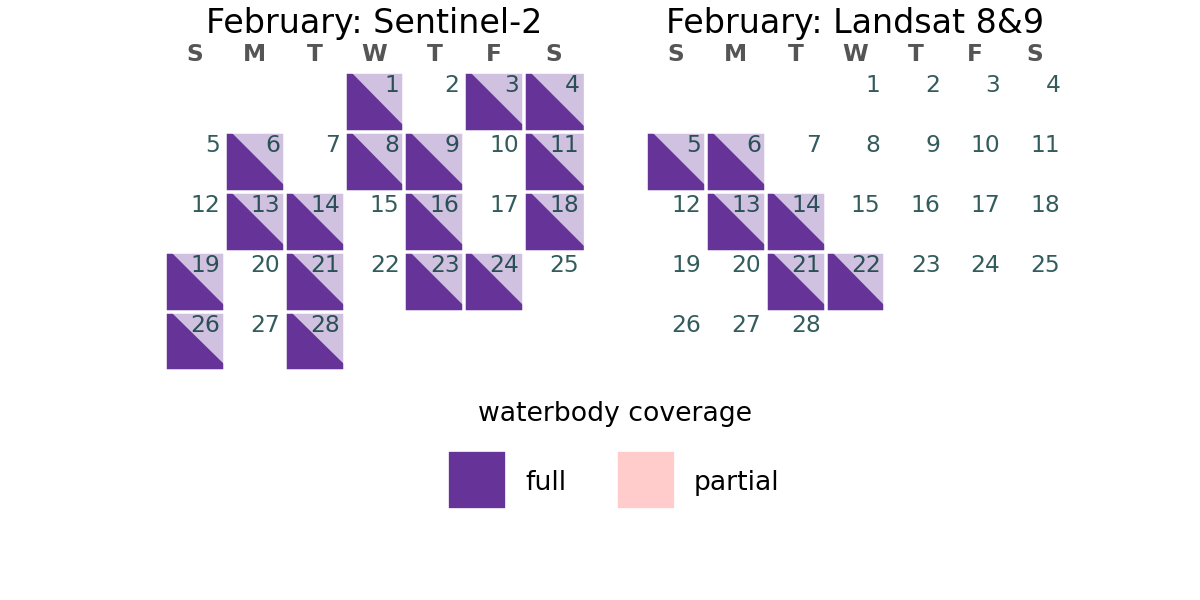 February: Sentinel-2
S M T W T F S
1 2 3 4
5 6 7 8 9 10 11
12 13 14 15 16 17 18
19 20 21 22 23 24 25
26 27 28
February: Landsat 8&9
S M T W T F S
1 2 3 4
5 6 7 8 9 10 11
12 13 14 15 16 17 18
19 20 21 22 23 24 25
26 27 28
waterbody coverage
full partial